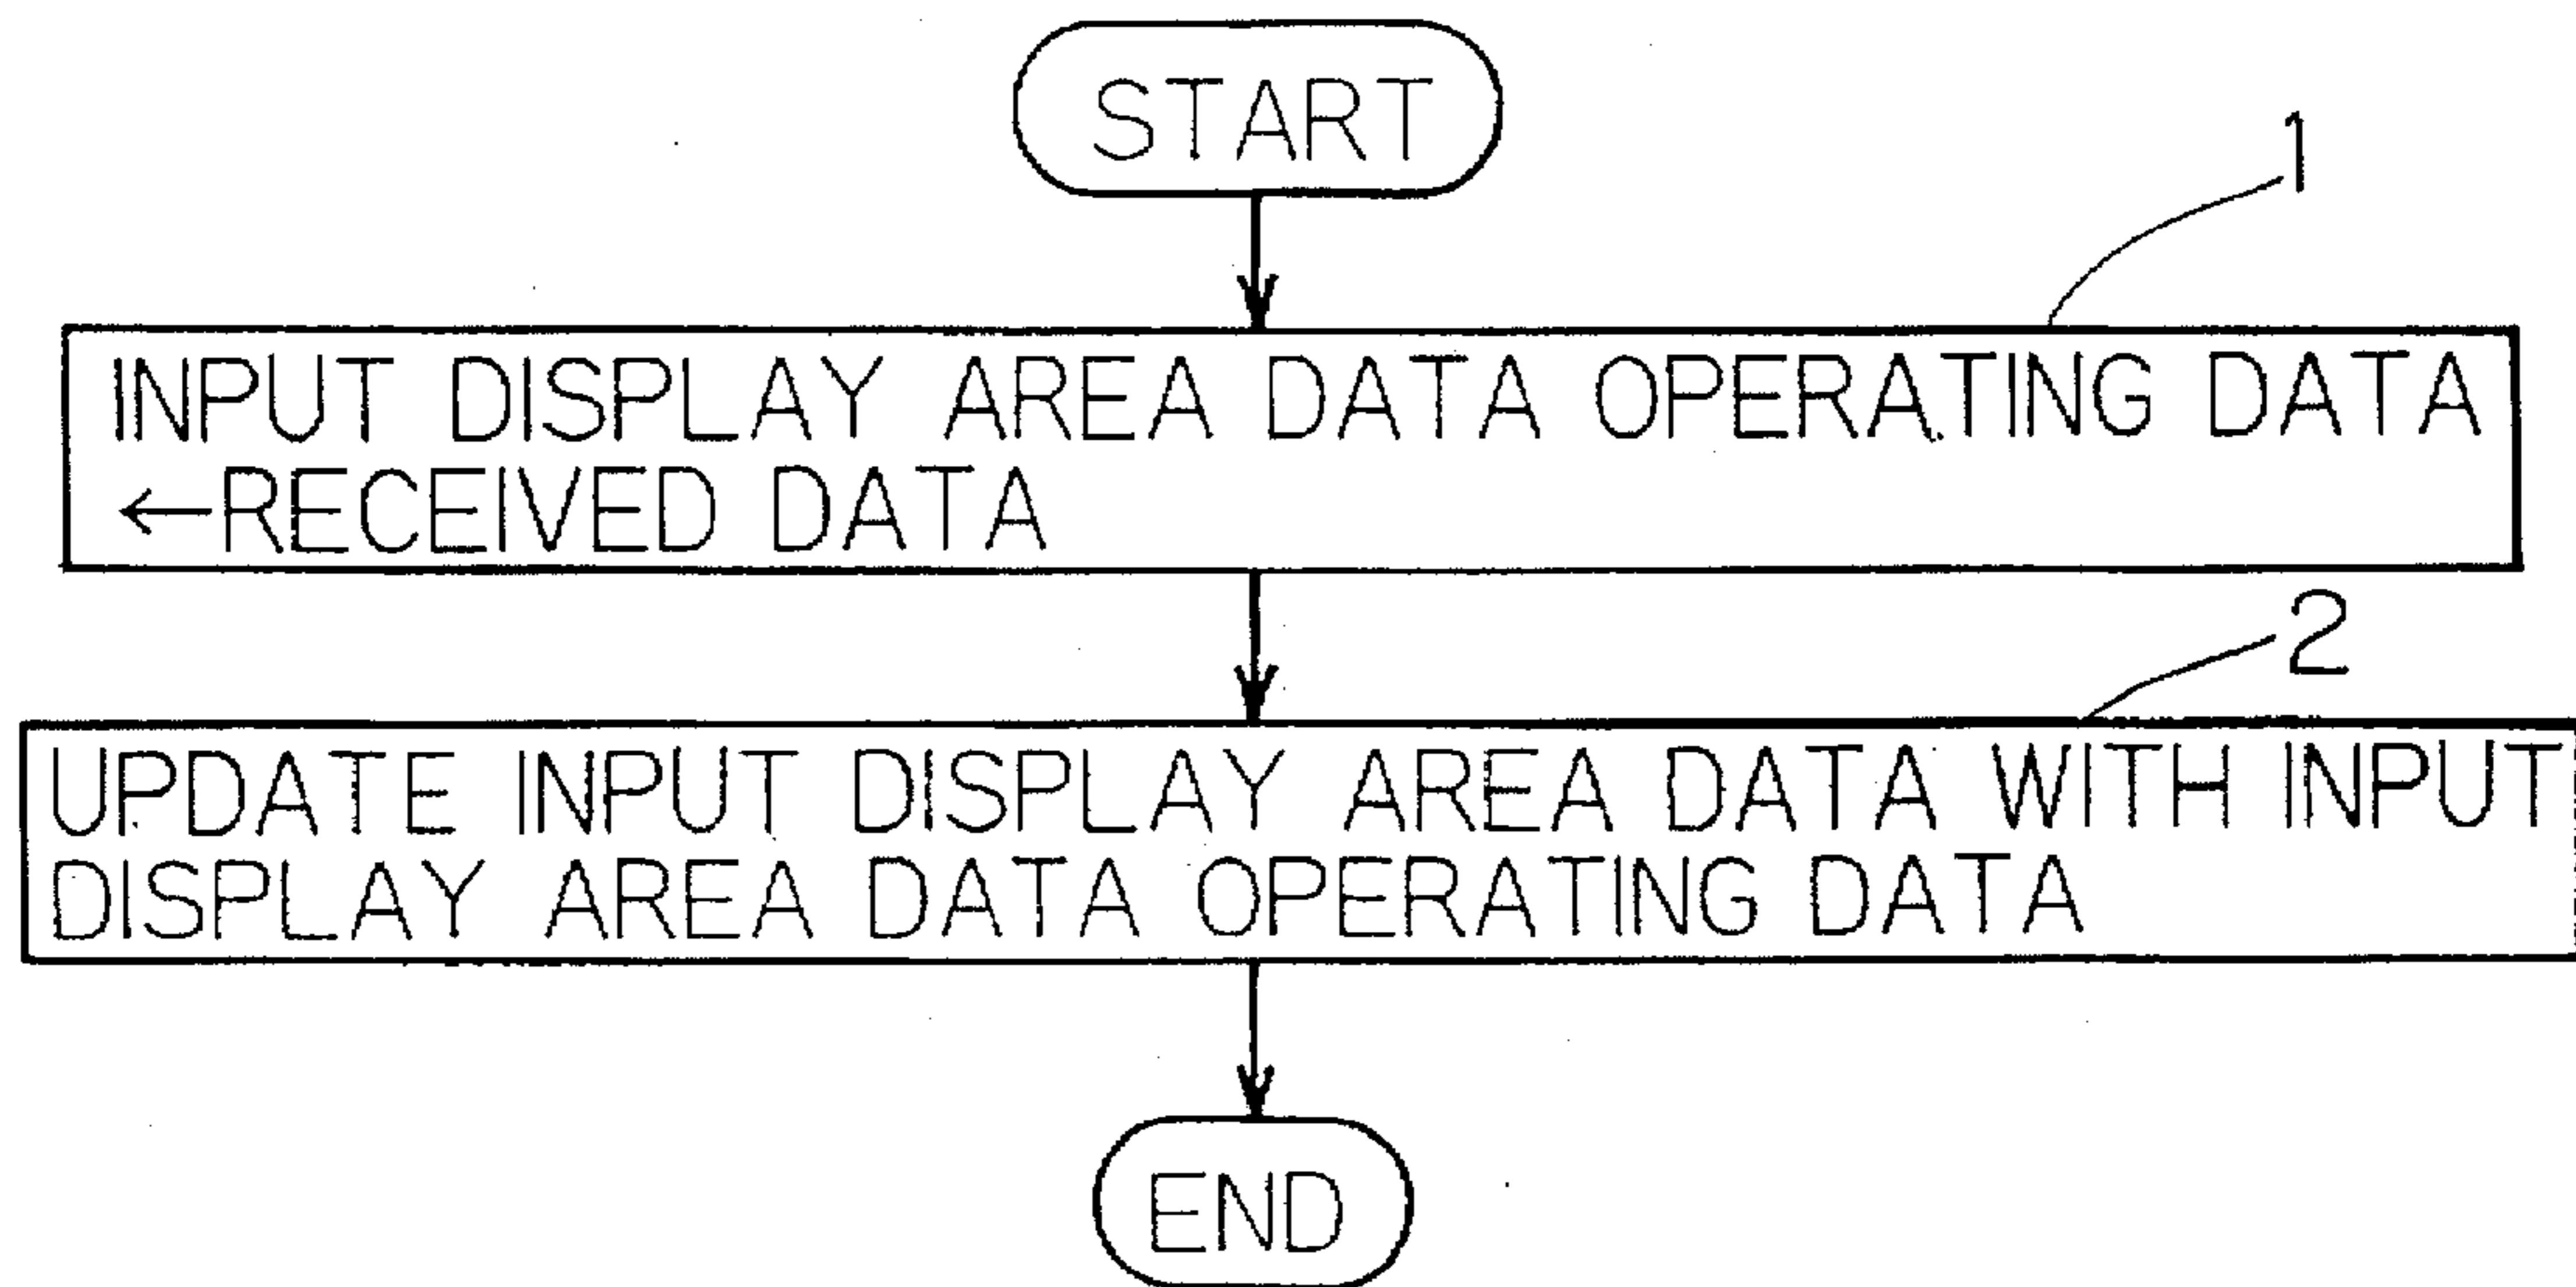 START
1
INPUT DISPLAY AREA DATA OPERATING DATA
←RECEIVED DATA
2
UPDATE INPUT DISPLAY AREA DATA WITH INPUT
DISPLAY AREA DATA OPERATING DATA
END